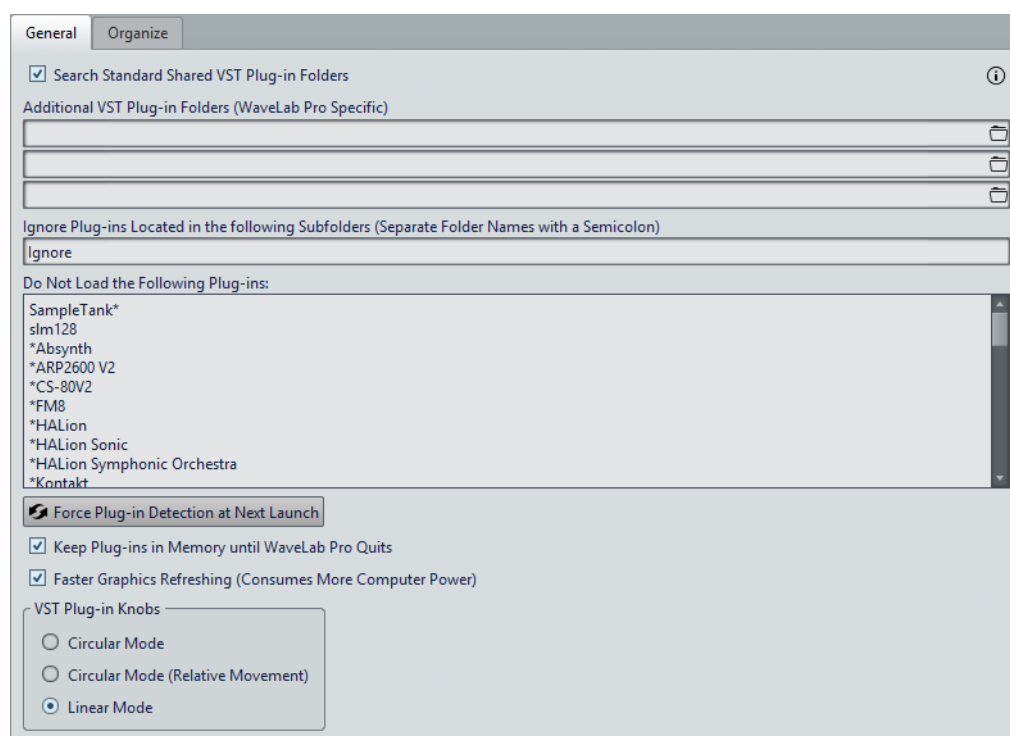 General
Organize
Search Standard Shared VST Plug-in Folders
Additional VST Plug-in Folders (WaveLab Pro Specific)
Ignore Plug-ins Located in the following Subfolders (Separate Folder Names with a Semicolon)
Ignore
Do Not Load the Following Plug-ins:
SampleTank*
slm128
*Absynth
*ARP2600 V2
*CS-80V2
*FM8
*HALion
*HALion Sonic
*HALion Symphonic Orchestra
*Kontakt
Force Plug-in Detection at Next Launch
Keep Plug-ins in Memory until WaveLab Pro Quits
Faster Graphics Refreshing (Consumes More Computer Power)
VST Plug-in Knobs
Circular Mode
Circular Mode (Relative Movement)
Linear Mode